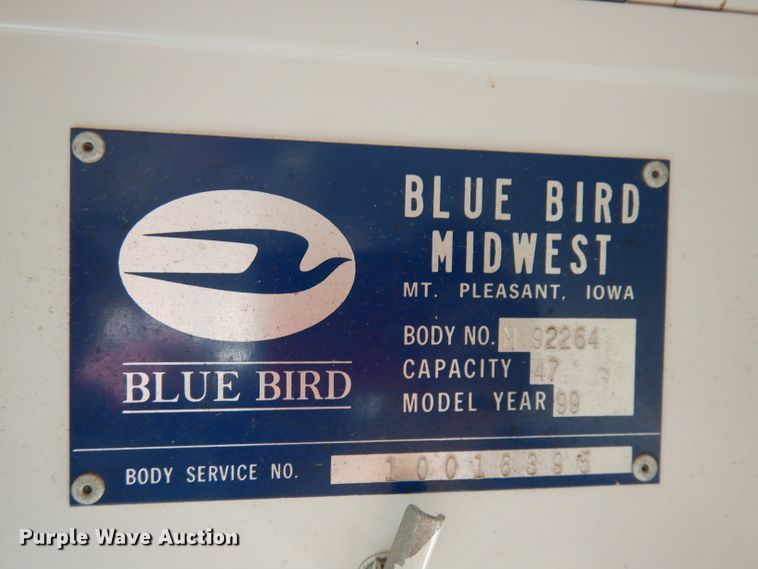 BLUE BIRD
MIDWEST
MT. PLEASANT, IOWA
BODY NO. M 92264
CAPACITY 47
MODEL YEAR 99
BLUE BIRD
BODY SERVICE NO. 10016395
Purple Wave Auction